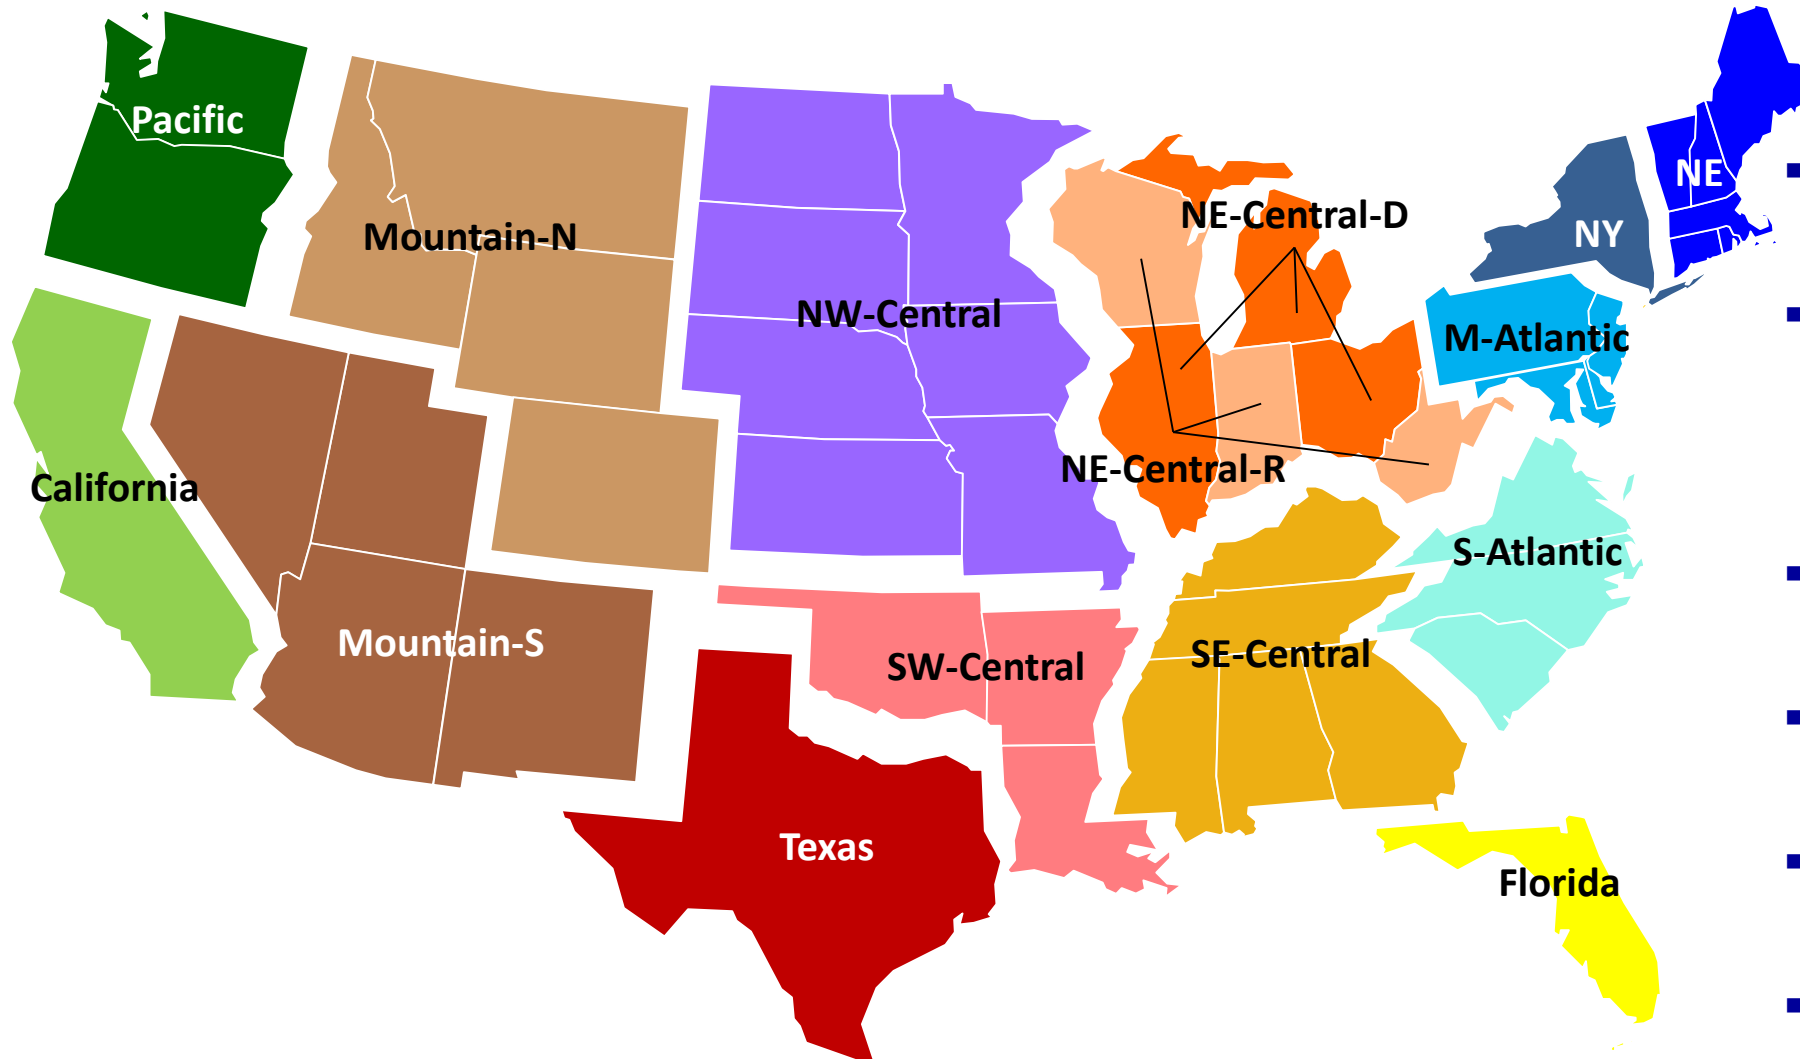 Pacific
NE
NE-Central-D
Mountain-N
NY
NW-Central
M-Atlantic
NE-Central-R
California
S-Atlantic
Mountain-S
SE-Central
SW-Central
Texas
Florida